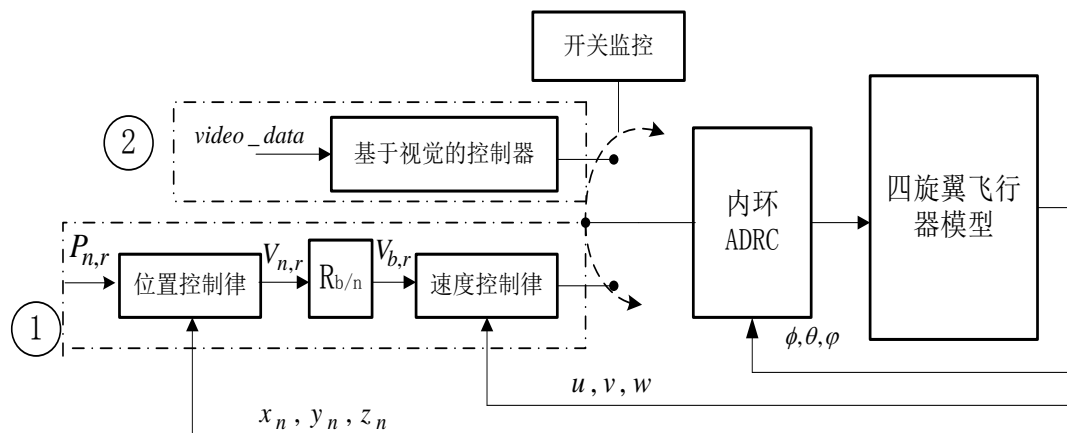 开关监控
②
video_data
基于视觉的控制器
内环
ADRC
四旋翼飞行
器模型
①
P_{n,r}
位置控制律
V_{n,r}
R_{b/n}
V_{b,r}
速度控制律
ϕ,θ,φ
u , v , w
x_n , y_n , z_n